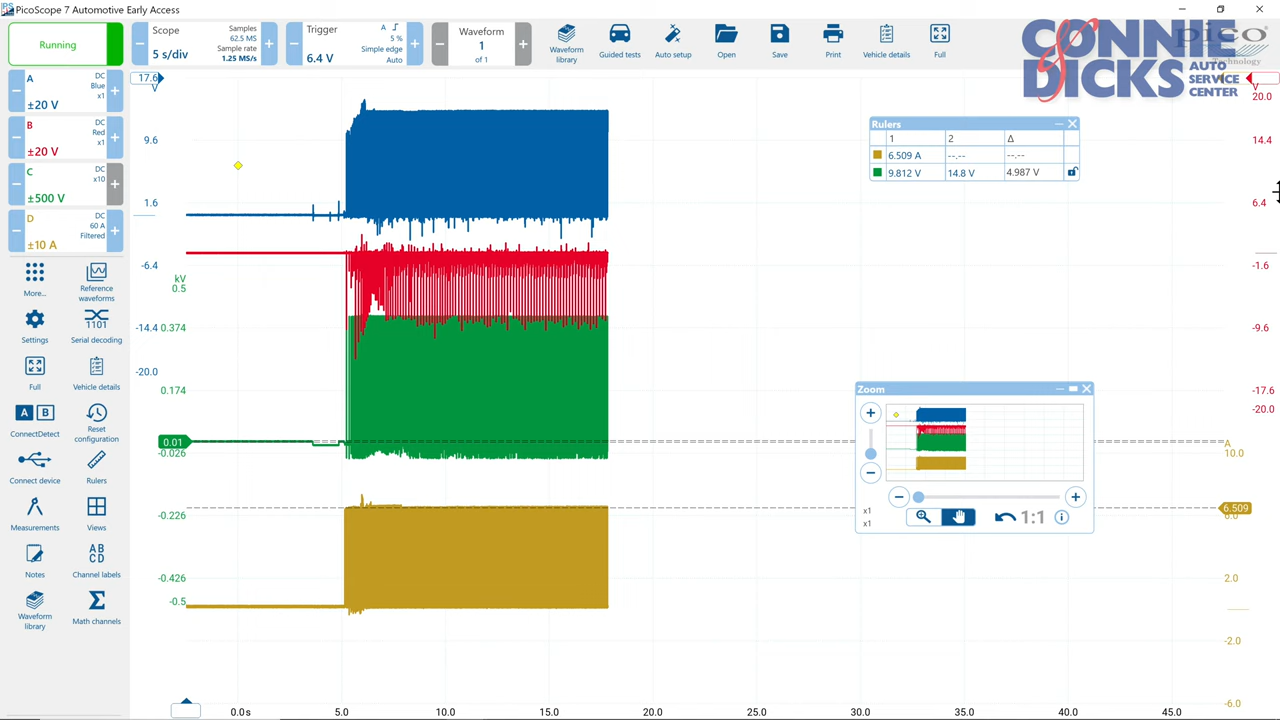 PicoScope 7 Automotive Early Access
Running
Scope
5 s/div
Samples
62.5 MS
Sample rate
1.25 MS/s
Trigger
6.4 V
A
5 %
Simple edge
Auto
Waveform
1
of 1
Waveform
library
Guided tests
Auto setup
Open
Save
Print
Vehicle details
Full
CONNIE
&
DICKS
AUTO
SERVICE
CENTER
pico
Technology
A
DC
Blue
x1
±20 V
B
DC
Red
x1
±20 V
C
DC
x10
±500 V
D
DC
60 A
Filtered
±10 A
More...
Reference
waveforms
Settings
Serial decoding
Full
Vehicle details
A B
ConnectDetect
Reset
configuration
Connect device
Rulers
Measurements
Views
Notes
AB
CD
Channel labels
Waveform
library
Math channels
1101
17.6
V
9.6
1.6
-6.4
-14.4
-20.0
kV
0.5
0.374
0.174
0.01
-0.026
-0.226
-0.426
-0.5
Rulers
1 2 Δ
6.509 A --.-- --.--
9.812 V 14.8 V 4.987 V
Zoom
x1
x1
1:1
V
20.0
14.4
6.4
-1.6
-9.6
-17.6
-20.0
A
10.0
6.509
6.0
2.0
-2.0
-6.0
0.0 s 5.0 10.0 15.0 20.0 25.0 30.0 35.0 40.0 45.0